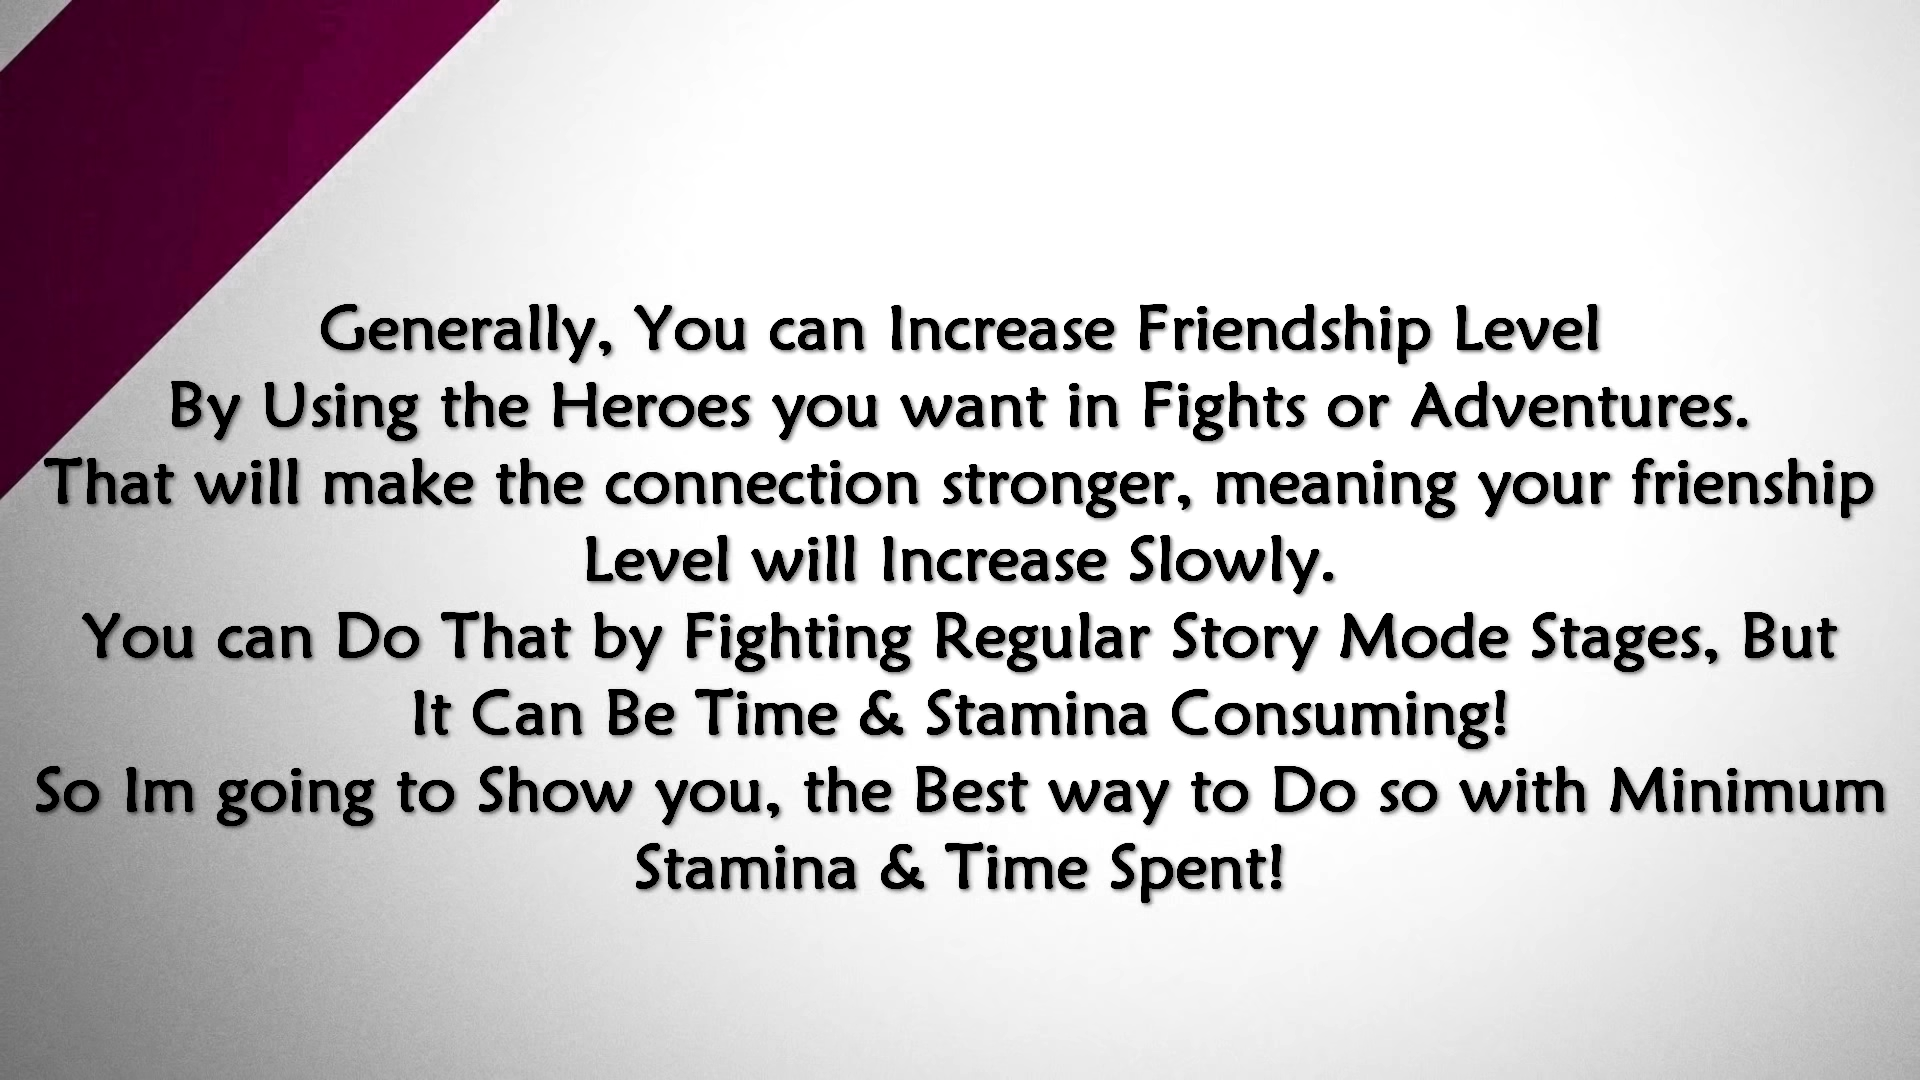 Generally, You can Increase Friendship Level
By Using the Heroes you want in Fights or Adventures.
That will make the connection stronger, meaning your frienship
Level will Increase Slowly.
You can Do That by Fighting Regular Story Mode Stages, But
It Can Be Time & Stamina Consuming!
So Im going to Show you, the Best way to Do so with Minimum
Stamina & Time Spent!